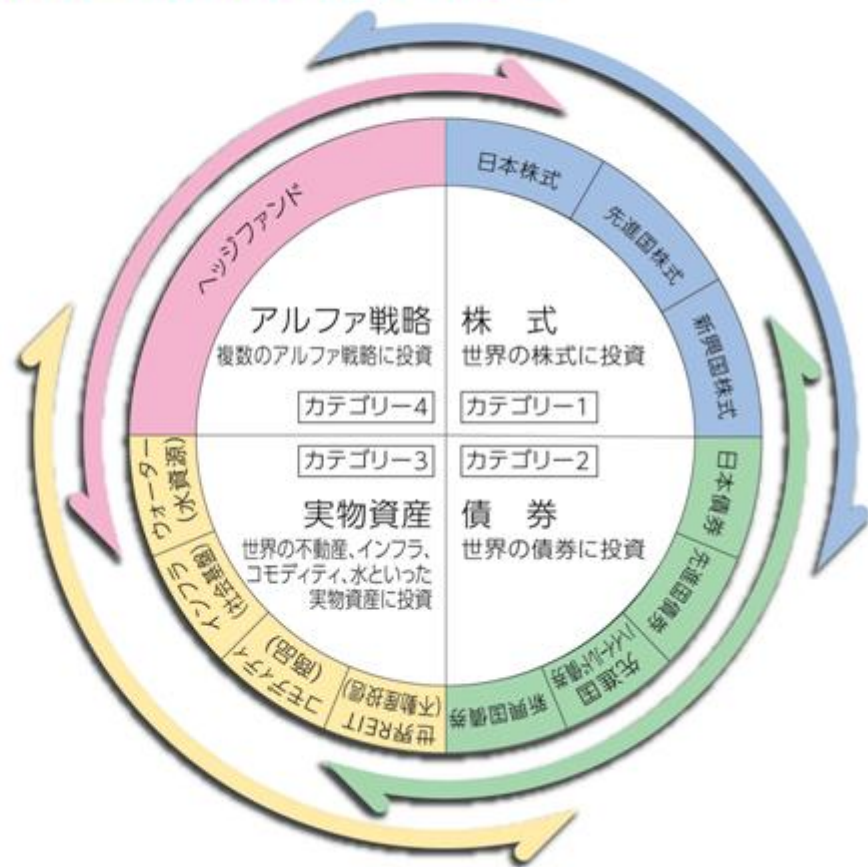 日本株式
先進国株式
新興国株式
日本債券
先進国債券
先進国
ハイイールド債券
新興国債券
世界REIT
(不動産投信)
コモディティ
(商品)
インフラ
(社会基盤)
ウォーター
(水資源)
ヘッジファンド
アルファ戦略
複数のアルファ戦略に投資
カテゴリー4
株 式
世界の株式に投資
カテゴリー1
カテゴリー3
実物資産
世界の不動産、インフラ、
コモディティ、水といった
実物資産に投資
カテゴリー2
債 券
世界の債券に投資